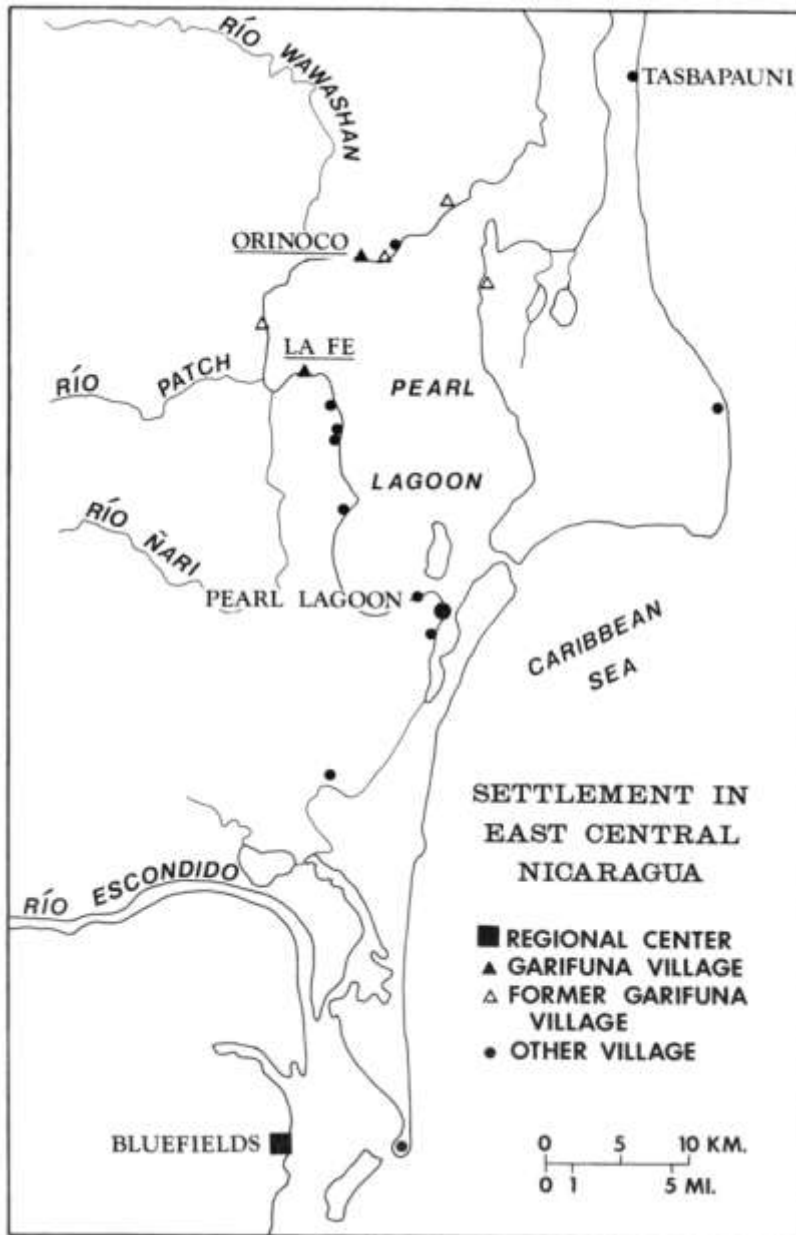 RÍO WAWASHAN
TASBAPAUNI
ORINOCO
LA FE
RÍO PATCH
PEARL
LAGOON
RÍO ÑARI
PEARL LAGOON
CARIBBEAN
SEA
SETTLEMENT IN
EAST CENTRAL
NICARAGUA
RÍO ESCONDIDO
REGIONAL CENTER
GARIFUNA VILLAGE
FORMER GARIFUNA
VILLAGE
OTHER VILLAGE
BLUEFIELDS
0 5 10 KM.
0 1 5 MI.